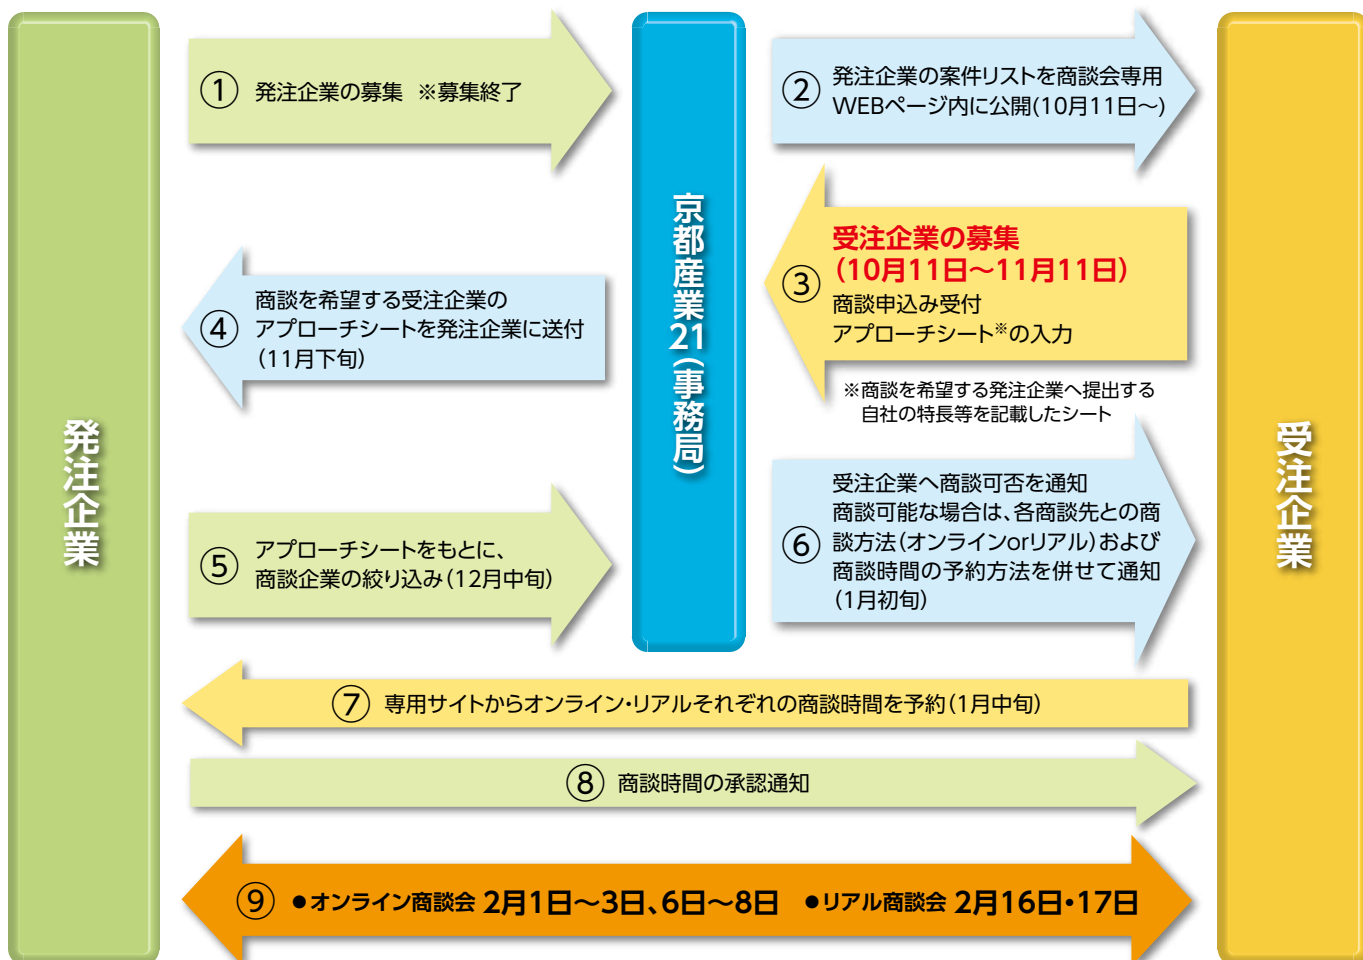 発注企業
京都産業21(事務局)
受注企業
① 発注企業の募集 ※募集終了
② 発注企業の案件リストを商談会専用
WEBページ内に公開(10月11日～)
③ 受注企業の募集
(10月11日～11月11日)
商談申込み受付
アプローチシート※の入力
※商談を希望する発注企業へ提出する
自社の特長等を記載したシート
④ 商談を希望する受注企業の
アプローチシートを発注企業に送付
(11月下旬)
⑤ アプローチシートをもとに、
商談企業の絞り込み(12月中旬)
⑥ 受注企業へ商談可否を通知
商談可能な場合は、各商談先との商
談方法(オンラインorリアル)および
商談時間の予約方法を併せて通知
(1月初旬)
⑦ 専用サイトからオンライン・リアルそれぞれの商談時間を予約(1月中旬)
⑧ 商談時間の承認通知
⑨ ●オンライン商談会 2月1日～3日、6日～8日 ●リアル商談会 2月16日・17日